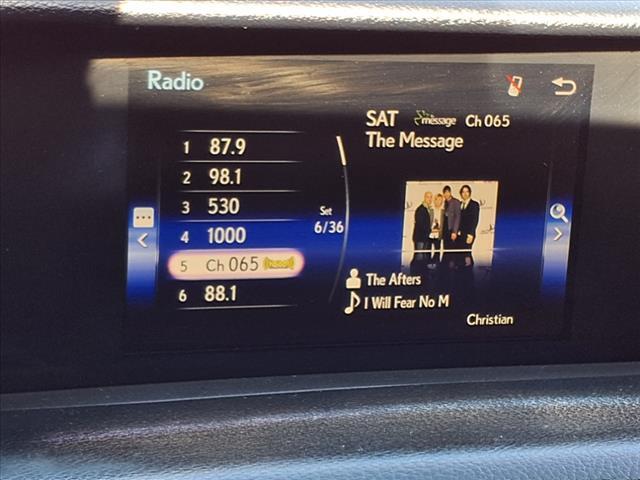 Radio
SAT message Ch 065
The Message
1 87.9
2 98.1
3 530
4 1000
5 Ch 065
6 88.1
Set
6/36
The Afters
I Will Fear No M
Christian